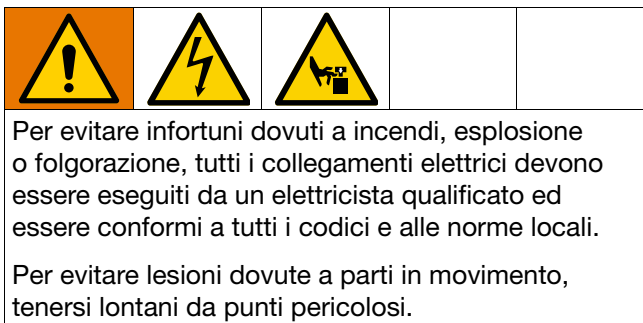 Per evitare infortuni dovuti a incendi, esplosione
o folgorazione, tutti i collegamenti elettrici devono
essere eseguiti da un elettricista qualificato ed
essere conformi a tutti i codici e alle norme locali.
Per evitare lesioni dovute a parti in movimento,
tenersi lontani da punti pericolosi.